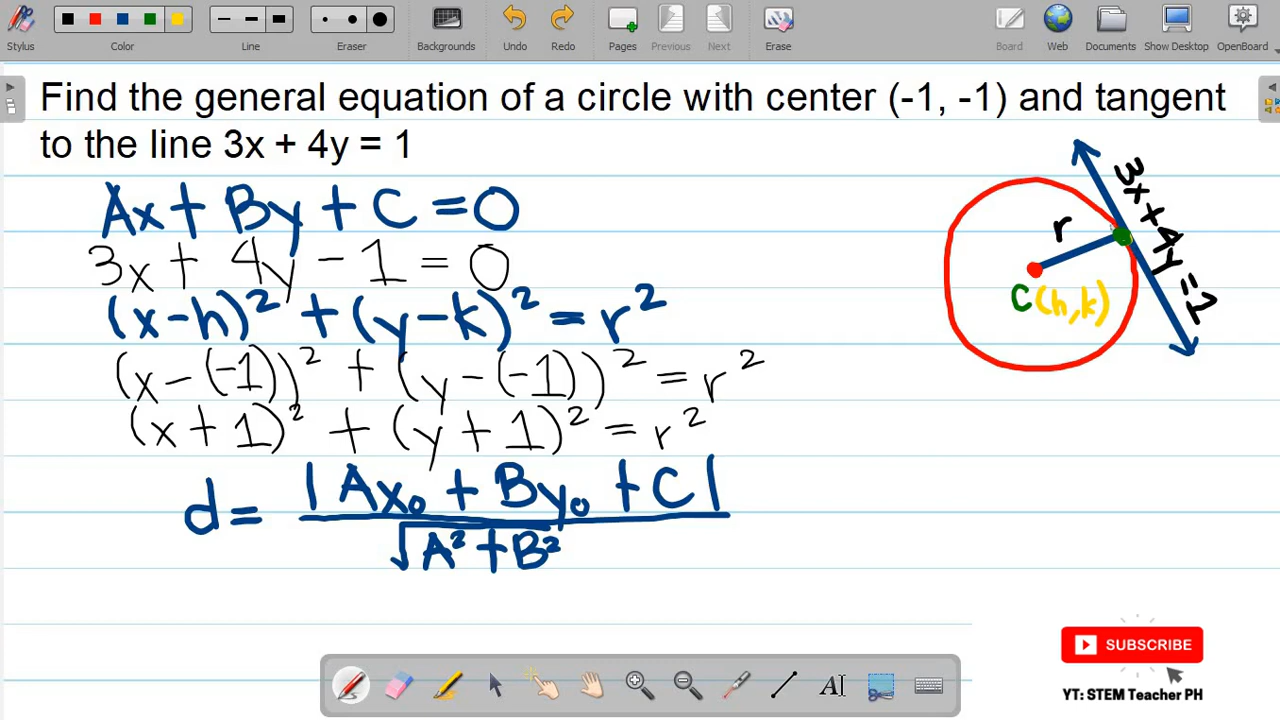 Stylus
Color
Line
Eraser
Backgrounds
Undo
Redo
Pages
Previous
Next
Erase
Board
Web
Documents
Show Desktop
OpenBoard
Find the general equation of a circle with center (-1, -1) and tangent
to the line 3x + 4y = 1
Ax + By + C = 0
3x + 4y - 1 = 0
(x-h)² + (y-k)² = r²
(x-(-1))² + (y-(-1))² = r²
(x+1)² + (y+1)² = r²
d = |Ax₀ + By₀ + C|
√A² + B²
r
C(h,k)
3x+4y=1
SUBSCRIBE
YT: STEM Teacher PH
AI